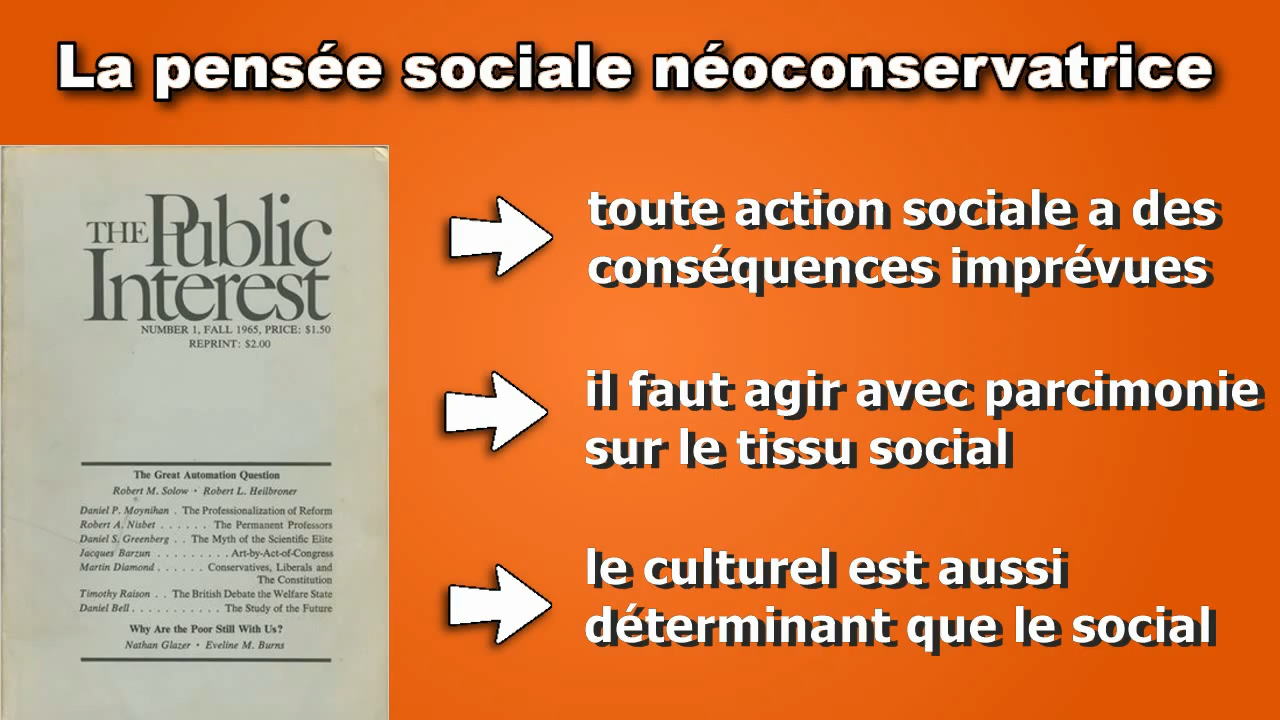 La pensée sociale néoconservatrice
THE Public
Interest
NUMBER 1, FALL 1965, PRICE: $1.50
REPRINT: $2.00
The Great Automation Question
Robert M. Solow • Robert L. Heilbroner
Daniel P. Moynihan . The Professionalization of Reform
Robert A. Nisbet . . . . . . The Permanent Professors
Daniel S. Greenberg . . The Myth of the Scientific Elite
Jacques Barzun . . . . . . . . . Art-by-Act-of-Congress
Martin Diamond . . . . . . Conservatives, Liberals and
The Constitution
Timothy Raison . . The British Debate the Welfare State
Daniel Bell . . . . . . . . . . . The Study of the Future
Why Are the Poor Still With Us?
Nathan Glazer • Eveline M. Burns
toute action sociale a des
conséquences imprévues
il faut agir avec parcimonie
sur le tissu social
le culturel est aussi
déterminant que le social